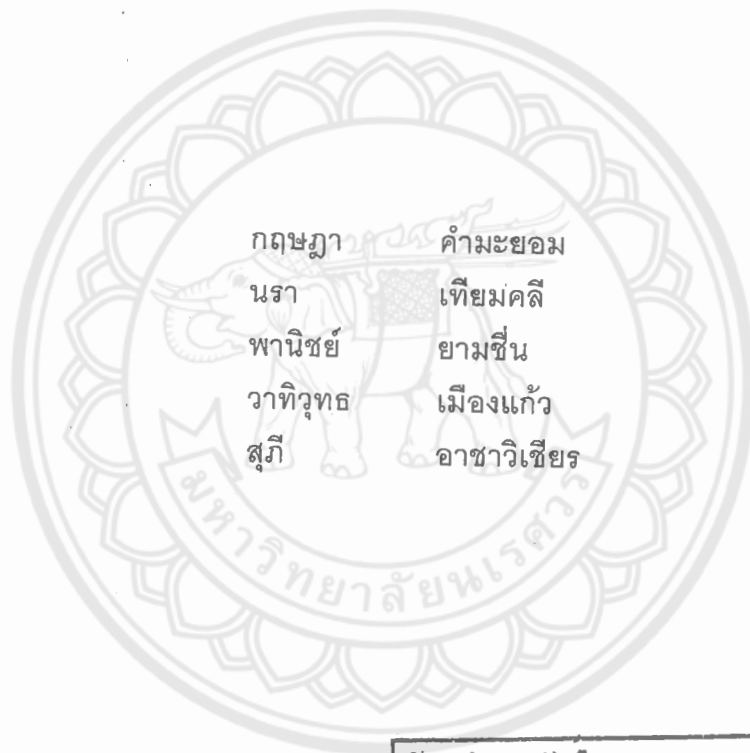 กฤษฎา คำมะยอม
นรา เทียมคลี
พานิชย์ ยามชื่น
วาทิวุทธ เมืองแก้ว
สุภี อาชาวิเชียร
มหาวิทยาลัยนเรศวร